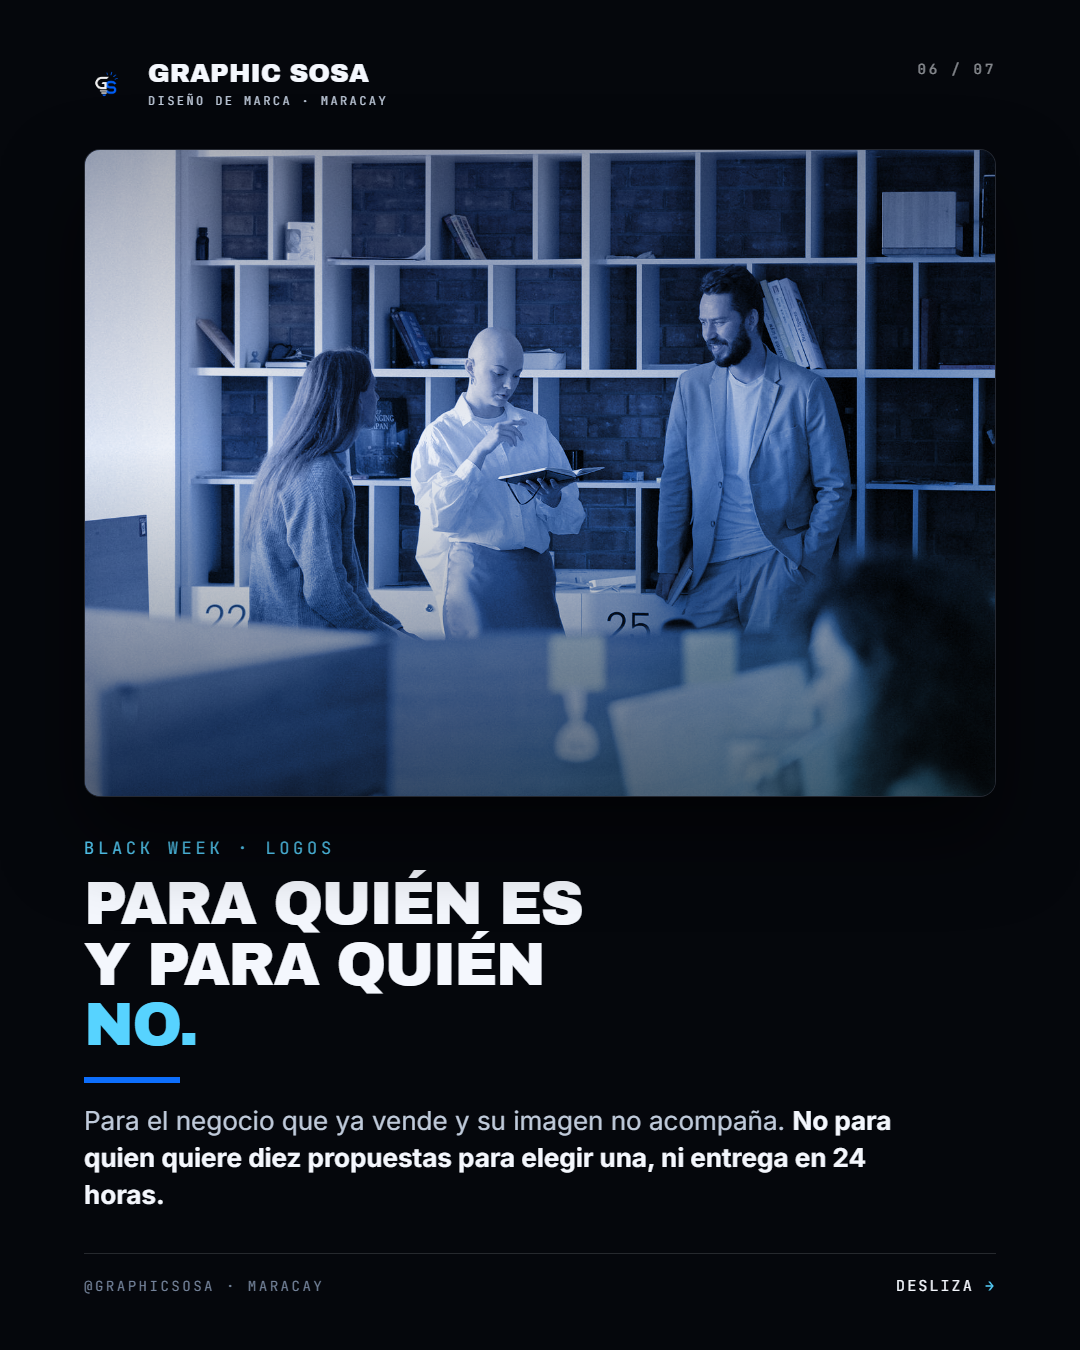 GS
GRAPHIC SOSA
DISEÑO DE MARCA · MARACAY
06 / 07
22
25
BLACK WEEK · LOGOS
PARA QUIÉN ES
Y PARA QUIÉN
NO.
Para el negocio que ya vende y su imagen no acompaña. No para
quien quiere diez propuestas para elegir una, ni entrega en 24
horas.
@GRAPHICSOSA · MARACAY
DESLIZA →